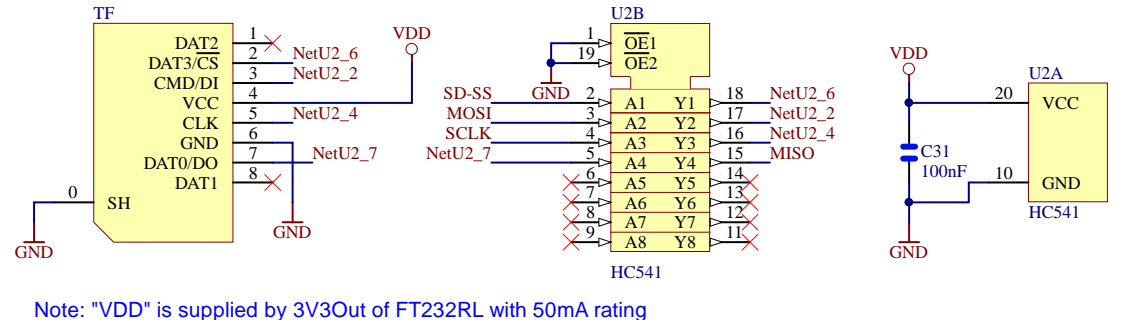 TF
DAT2 1
DAT3/CS 2 NetU2_6
CMD/DI 3 NetU2_2
VCC 4
CLK 5 NetU2_4
GND 6
DAT0/DO 7 NetU2_7
DAT1 8
0 SH
GND
GND
VDD
U2B
1 OE1
19 OE2
GND
SD-SS 2 A1 Y1 18 NetU2_6
MOSI 3 A2 Y2 17 NetU2_2
SCLK 4 A3 Y3 16 NetU2_4
NetU2_7 5 A4 Y4 15 MISO
6 A5 Y5 14
7 A6 Y6 13
8 A7 Y7 12
9 A8 Y8 11
HC541
VDD
C31
100nF
GND
U2A
20 VCC
10 GND
HC541
Note: "VDD" is supplied by 3V3Out of FT232RL with 50mA rating